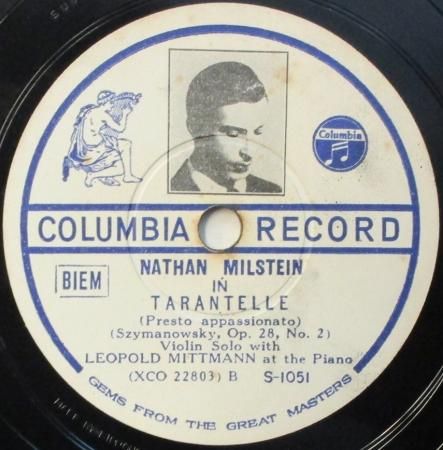 Columbia
COLUMBIA RECORD
NATHAN MILSTEIN
IN
BIEM
TARANTELLE
(Presto appassionato)
(Szymanowsky, Op. 28, No. 2)
Violin Solo with
LEOPOLD MITTMANN at the Piano
(XCO 22803) B S-1051
GEMS FROM THE GREAT MASTERS